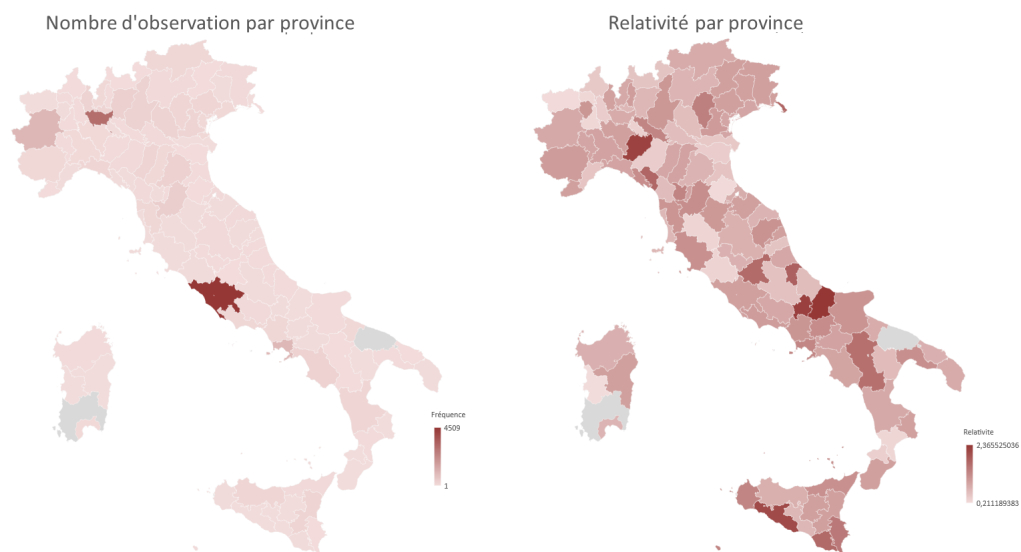 Nombre d'observation par province
Relativité par province
Fréquence
4509
1
Relativite
2,365525036
0,211189383